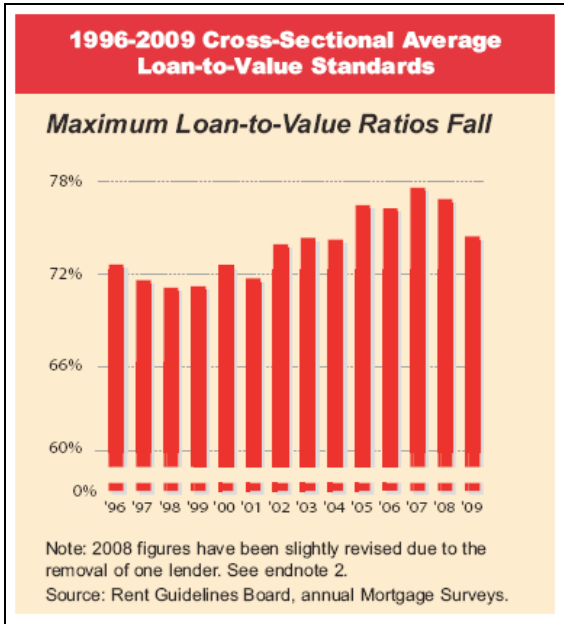 1996-2009 Cross-Sectional Average
Loan-to-Value Standards
Maximum Loan-to-Value Ratios Fall
78%
72%
66%
60%
0%
'96 '97 '98 '99 '00 '01 '02 '03 '04 '05 '06 '07 '08 '09
Note: 2008 figures have been slightly revised due to the
removal of one lender. See endnote 2.
Source: Rent Guidelines Board, annual Mortgage Surveys.